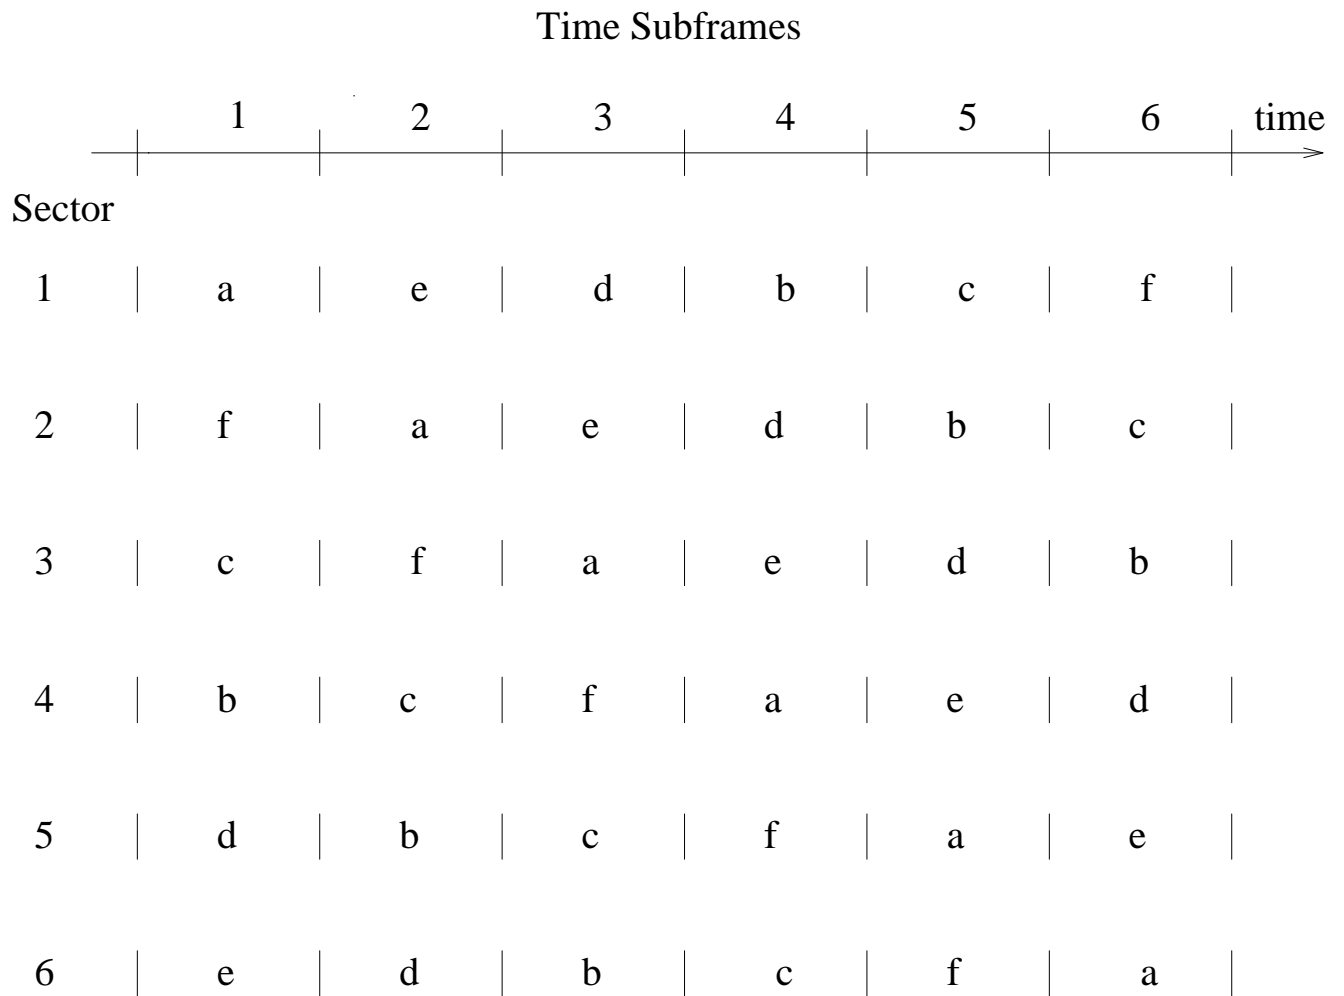 Time Subframes
1 2 3 4 5 6 time
Sector
1 a e d b c f
2 f a e d b c
3 c f a e d b
4 b c f a e d
5 d b c f a e
6 e d b c f a